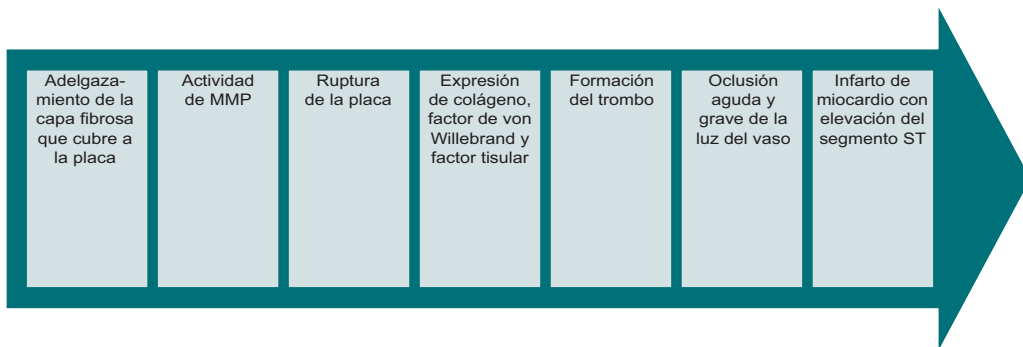 Adelgaza-
miento de la
capa fibrosa
que cubre a
la placa
Actividad
de MMP
Ruptura
de la placa
Expresión
de colágeno,
factor de von
Willebrand y
factor tisular
Formación
del trombo
Oclusión
aguda y
grave de la
luz del vaso
Infarto de
miocardio con
elevación del
segmento ST